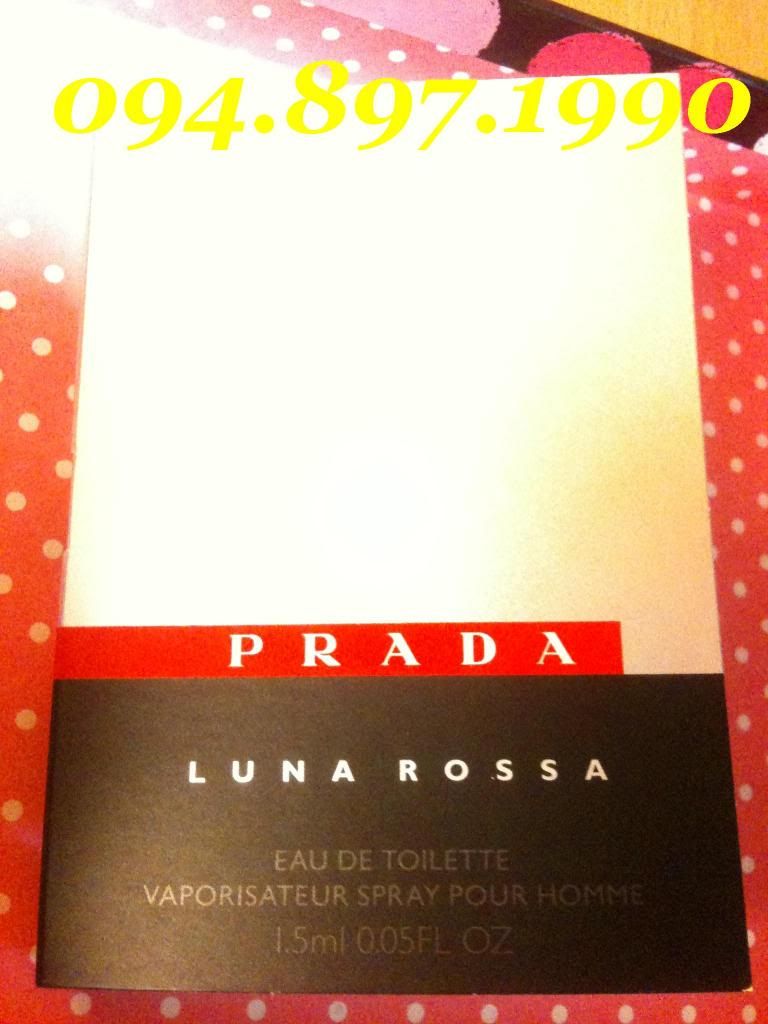 094.897.1990
PRADA
LUNA ROSSA
EAU DE TOILETTE
VAPORISATEUR SPRAY POUR HOMME
1.5ml 0.05FL OZ